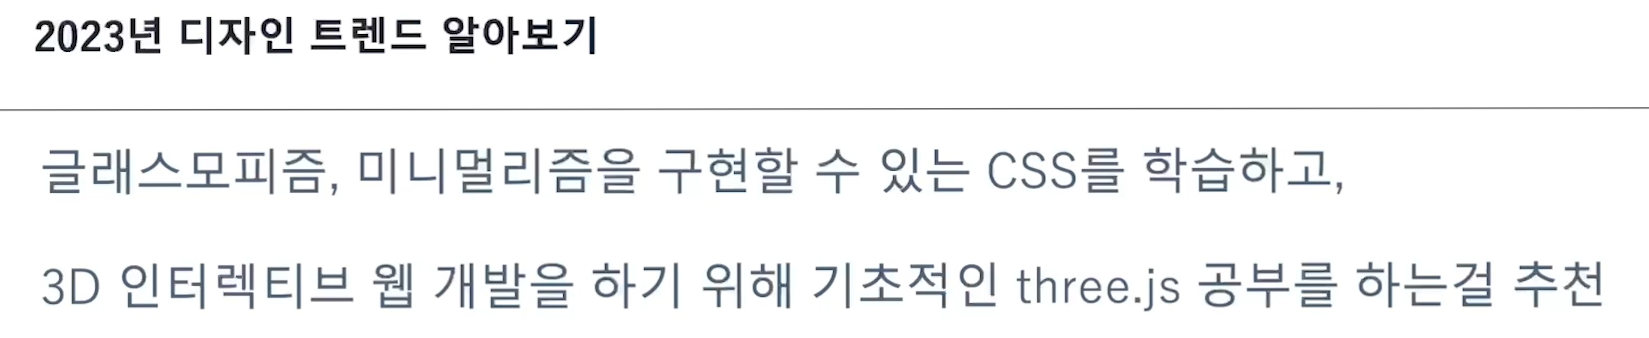 2023년 디자인 트렌드 알아보기
글래스모피즘, 미니멀리즘을 구현할 수 있는 CSS를 학습하고,
3D 인터렉티브 웹 개발을 하기 위해 기초적인 three.js 공부를 하는걸 추천